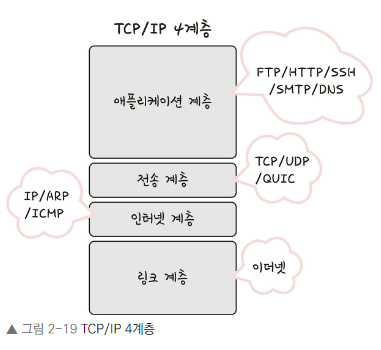 TCP/IP 4계층
애플리케이션 계층
FTP/HTTP/SSH
/SMTP/DNS
전송 계층
TCP/UDP
/QUIC
IP/ARP
/ICMP
인터넷 계층
링크 계층
이더넷
▲ 그림 2-19 TCP/IP 4계층